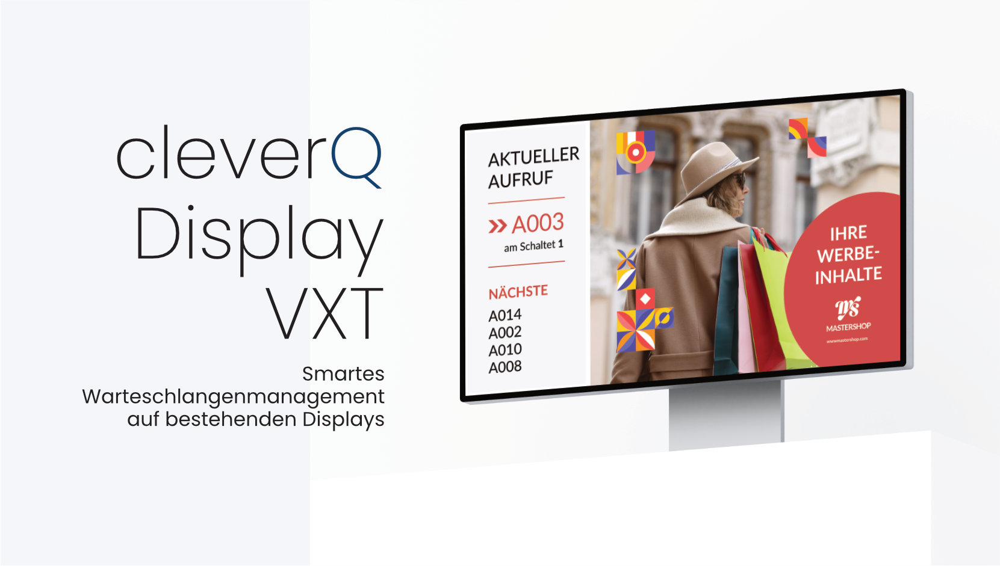 cleverQ
Display
VXT
Smartes
Warteschlangenmanagement
auf bestehenden Displays
AKTUELLER
AUFRUF
A003
am Schaltet 1
NÄCHSTE
A014
A002
A010
A008
IHRE
WERBE-
INHALTE
ms
MASTERSHOP
www.mastershop.com